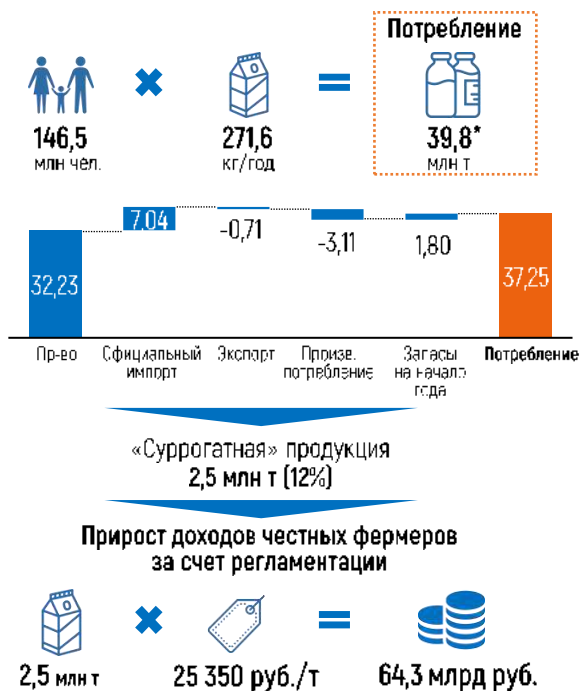 Потребление
146,5
млн чел.
271,6
кг/год
39,8*
млн т
32,23
7,04
-0,71
-3,11
1,80
37,25
Пр-во
Официальный
импорт
Экспорт
Произв.
потребление
Запасы
на начало
года
Потребление
«Суррогатная» продукция
2,5 млн т (12%)
Прирост доходов честных фермеров
за счет регламентации
2,5 млн т
25 350 руб./т
64,3 млрд руб.